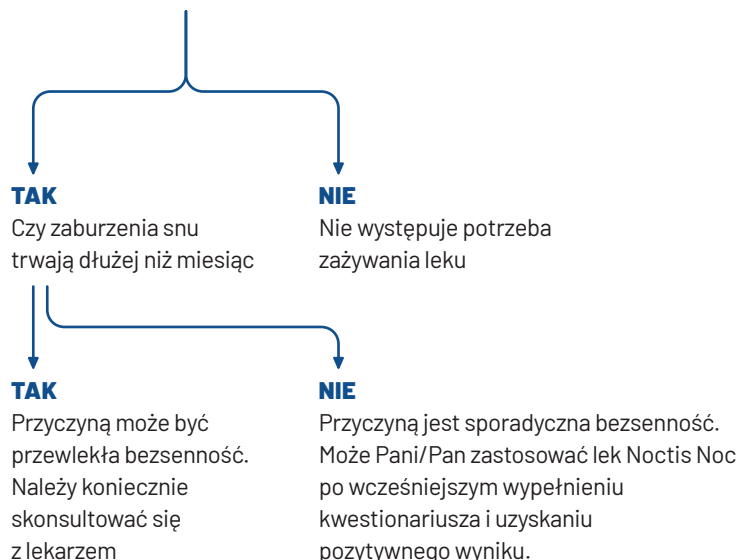 TAK
Czy zaburzenia snu
trwają dłużej niż miesiąc
NIE
Nie występuje potrzeba
zażywania leku
TAK
Przyczyną może być
przewlekła bezsenność.
Należy koniecznie
skonsultować się
z lekarzem
NIE
Przyczyną jest sporadyczna bezsenność.
Może Pani/Pan zastosować lek Noctis Noc
po wcześniejszym wypełnieniu
kwestionariusza i uzyskaniu
pozytywnego wyniku.